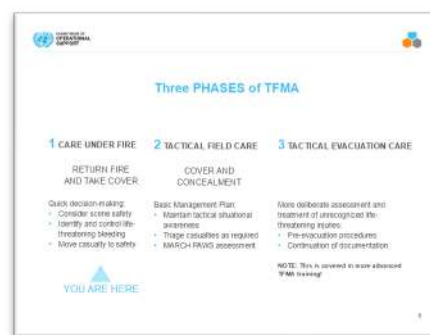 DEPARTMENT OF
OPERATIONAL
SUPPORT
Three PHASES of TFMA
1 CARE UNDER FIRE
RETURN FIRE
AND TAKE COVER
Quick decision-making:
• Consider scene safety
• Identify and control life-
threatening bleeding
• Move casualty to safety
YOU ARE HERE
2 TACTICAL FIELD CARE
COVER AND
CONCEALMENT
Basic Management Plan:
• Maintain tactical situational
awareness
• Triage casualties as required
• MARCH PAWS assessment
3 TACTICAL EVACUATION CARE
More deliberate assessment and
treatment of unrecognized life-
threatening injuries:
• Pre-evacuation procedures
• Continuation of documentation
NOTE: This is covered in more advanced
TFMA training!